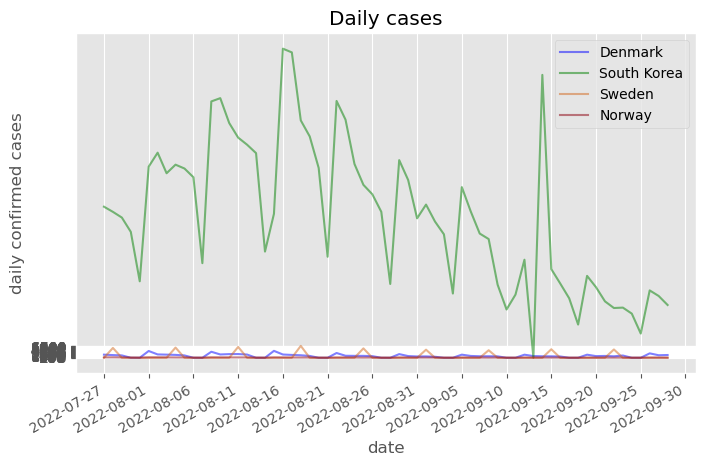 Daily cases
Denmark
South Korea
Sweden
Norway
daily confirmed cases
2022-07-27
2022-08-01
2022-08-06
2022-08-11
2022-08-16
2022-08-21
2022-08-26
2022-08-31
2022-09-05
2022-09-10
2022-09-15
2022-09-20
2022-09-25
2022-09-30
date